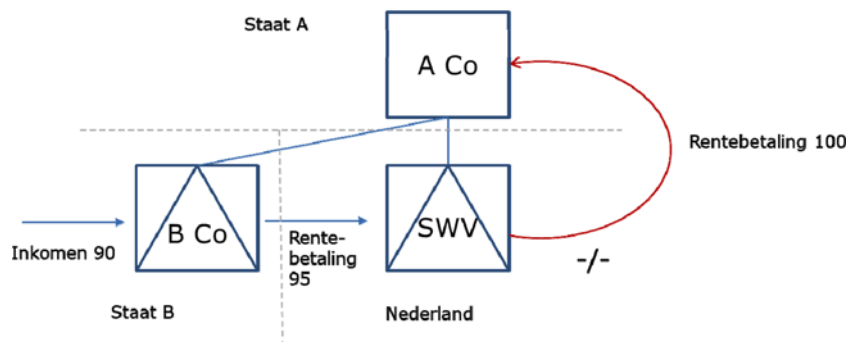 Staat A
A Co
Rentebetaling 100
B Co
SWV
Inkomen 90
Rente-
betaling
95
-/-
Staat B
Nederland